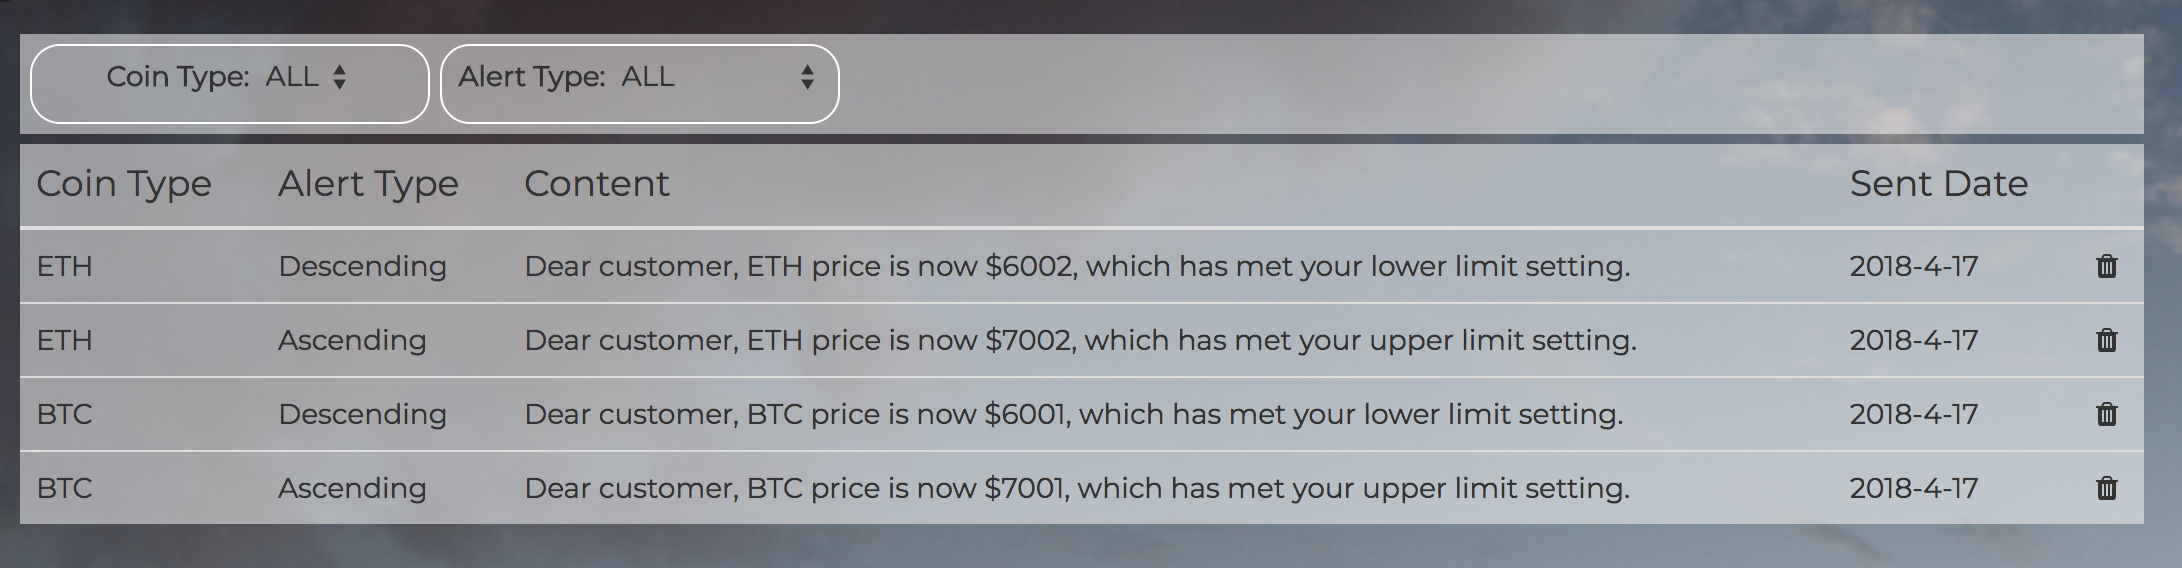 Coin Type: ALL Alert Type: ALL
Coin Type Alert Type Content Sent Date
ETH Descending Dear customer, ETH price is now $6002, which has met your lower limit setting. 2018-4-17
ETH Ascending Dear customer, ETH price is now $7002, which has met your upper limit setting. 2018-4-17
BTC Descending Dear customer, BTC price is now $6001, which has met your lower limit setting. 2018-4-17
BTC Ascending Dear customer, BTC price is now $7001, which has met your upper limit setting. 2018-4-17